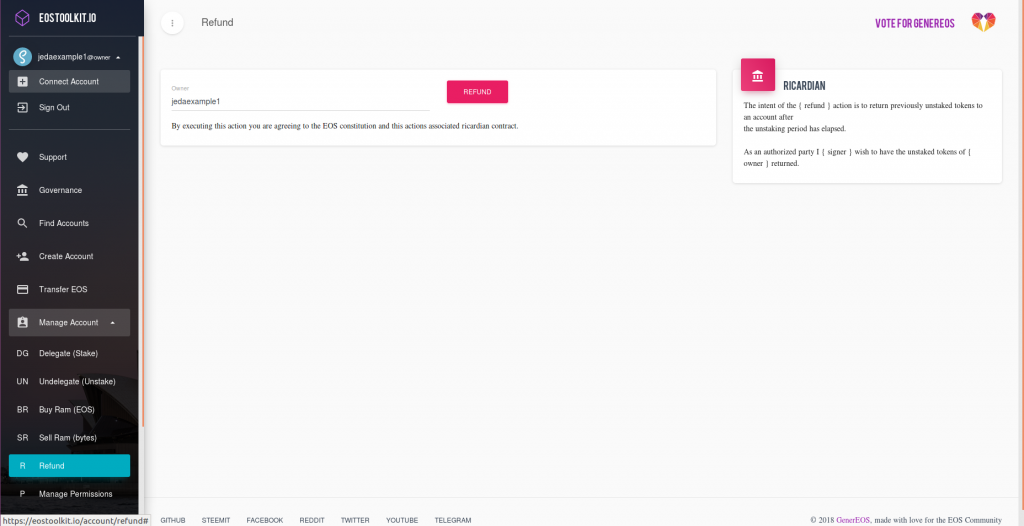 EOSTOOLKIT.IO
jedaexample1@owner
Connect Account
Sign Out
Support
Governance
Find Accounts
Create Account
Transfer EOS
Manage Account
DG Delegate (Stake)
UN Undelegate (Unstake)
BR Buy Ram (EOS)
SR Sell Ram (bytes)
R Refund
P Manage Permissions
https://eostoolkit.io/account/refund#
Refund
VOTE FOR GENEREOS
Owner
jedaexample1
REFUND
By executing this action you are agreeing to the EOS constitution and this actions associated ricardian contract.
RICARDIAN
The intent of the { refund } action is to return previously unstaked tokens to
an account after
the unstaking period has elapsed.
As an authorized party I { signer } wish to have the unstaked tokens of {
owner } returned.
GITHUB STEEMIT FACEBOOK REDDIT TWITTER YOUTUBE TELEGRAM
© 2018 GenerEOS, made with love for the EOS Community